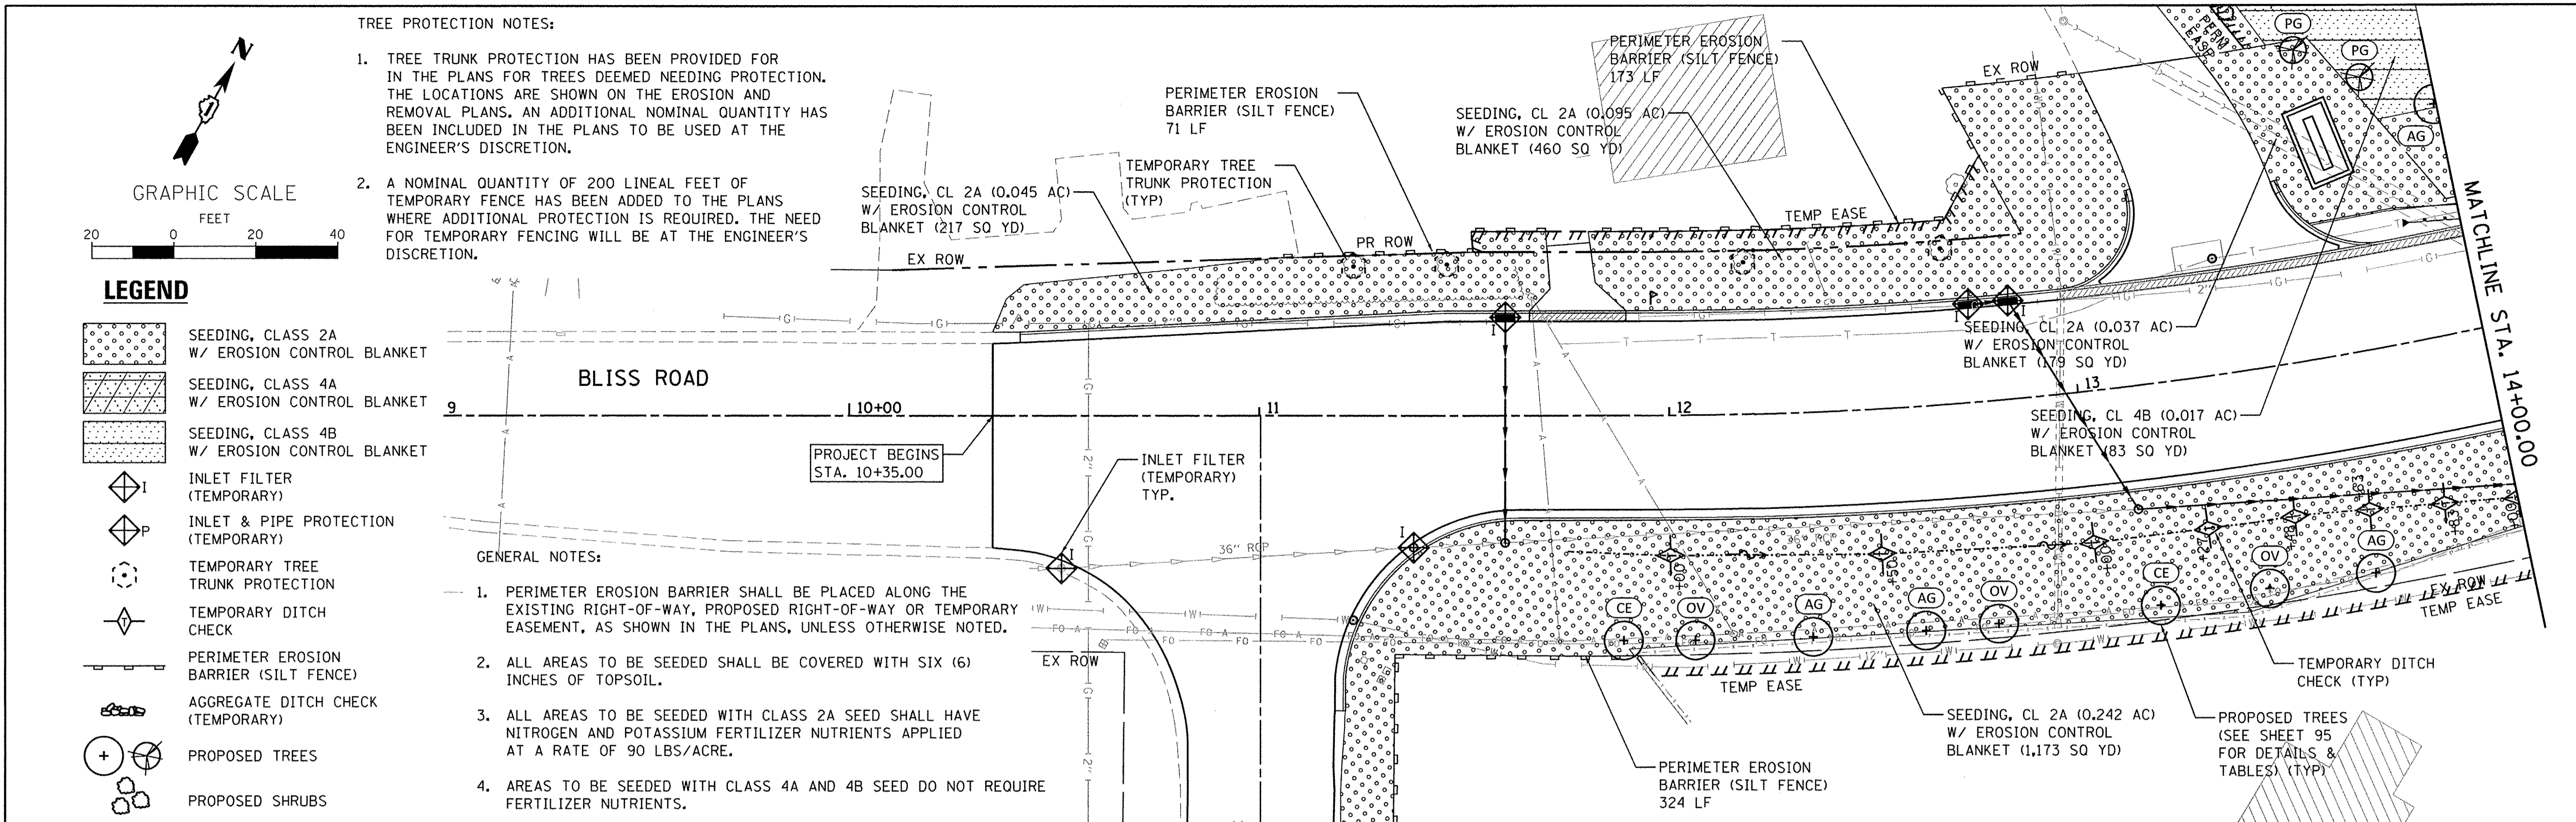 TREE PROTECTION NOTES:
1. TREE TRUNK PROTECTION HAS BEEN PROVIDED FOR
IN THE PLANS FOR TREES DEEMED NEEDING PROTECTION.
THE LOCATIONS ARE SHOWN ON THE EROSION AND
REMOVAL PLANS. AN ADDITIONAL NOMINAL QUANTITY HAS
BEEN INCLUDED IN THE PLANS TO BE USED AT THE
ENGINEER'S DISCRETION.
2. A NOMINAL QUANTITY OF 200 LINEAL FEET OF
TEMPORARY FENCE HAS BEEN ADDED TO THE PLANS
WHERE ADDITIONAL PROTECTION IS REQUIRED. THE NEED
FOR TEMPORARY FENCING WILL BE AT THE ENGINEER'S
DISCRETION.
N
GRAPHIC SCALE
FEET
20 0 20 40
LEGEND
SEEDING, CLASS 2A
W/ EROSION CONTROL BLANKET
SEEDING, CLASS 4A
W/ EROSION CONTROL BLANKET
SEEDING, CLASS 4B
W/ EROSION CONTROL BLANKET
I
INLET FILTER
(TEMPORARY)
P
INLET & PIPE PROTECTION
(TEMPORARY)
TEMPORARY TREE
TRUNK PROTECTION
T
TEMPORARY DITCH
CHECK
PERIMETER EROSION
BARRIER (SILT FENCE)
AGGREGATE DITCH CHECK
(TEMPORARY)
PROPOSED TREES
PROPOSED SHRUBS
GENERAL NOTES:
1. PERIMETER EROSION BARRIER SHALL BE PLACED ALONG THE
EXISTING RIGHT-OF-WAY, PROPOSED RIGHT-OF-WAY OR TEMPORARY
EASEMENT, AS SHOWN IN THE PLANS, UNLESS OTHERWISE NOTED.
2. ALL AREAS TO BE SEEDED SHALL BE COVERED WITH SIX (6)
INCHES OF TOPSOIL.
3. ALL AREAS TO BE SEEDED WITH CLASS 2A SEED SHALL HAVE
NITROGEN AND POTASSIUM FERTILIZER NUTRIENTS APPLIED
AT A RATE OF 90 LBS/ACRE.
4. AREAS TO BE SEEDED WITH CLASS 4A AND 4B SEED DO NOT REQUIRE
FERTILIZER NUTRIENTS.
SEEDING, CL 2A (0.045 AC)
W/ EROSION CONTROL
BLANKET (217 SQ YD)
EX ROW
TEMPORARY TREE
TRUNK PROTECTION
(TYP)
PERIMETER EROSION
BARRIER (SILT FENCE)
71 LF
PR ROW
SEEDING, CL 2A (0.095 AC)
W/ EROSION CONTROL
BLANKET (460 SQ YD)
PERIMETER EROSION
BARRIER (SILT FENCE)
173 LF
TEMP EASE
EX ROW
PERM
EASE
PG
PG
AG
MATCHLINE STA. 14+00.00
BLISS ROAD
9
10+00
11
12
13
PROJECT BEGINS
STA. 10+35.00
INLET FILTER
(TEMPORARY)
TYP.
SEEDING, CL 2A (0.037 AC)
W/ EROSION CONTROL
BLANKET (179 SQ YD)
SEEDING, CL 4B (0.017 AC)
W/ EROSION CONTROL
BLANKET (83 SQ YD)
36" RCP
36" RCP
2"
2"
2"
12"
+00
+50
+00
+83
CE
OV
AG
AG
OV
CE
OV
AG
EX ROW
TEMP EASE
EX ROW
TEMP EASE
PERIMETER EROSION
BARRIER (SILT FENCE)
324 LF
SEEDING, CL 2A (0.242 AC)
W/ EROSION CONTROL
BLANKET (1,173 SQ YD)
PROPOSED TREES
(SEE SHEET 95
FOR DETAILS &
TABLES) (TYP)
TEMPORARY DITCH
CHECK (TYP)